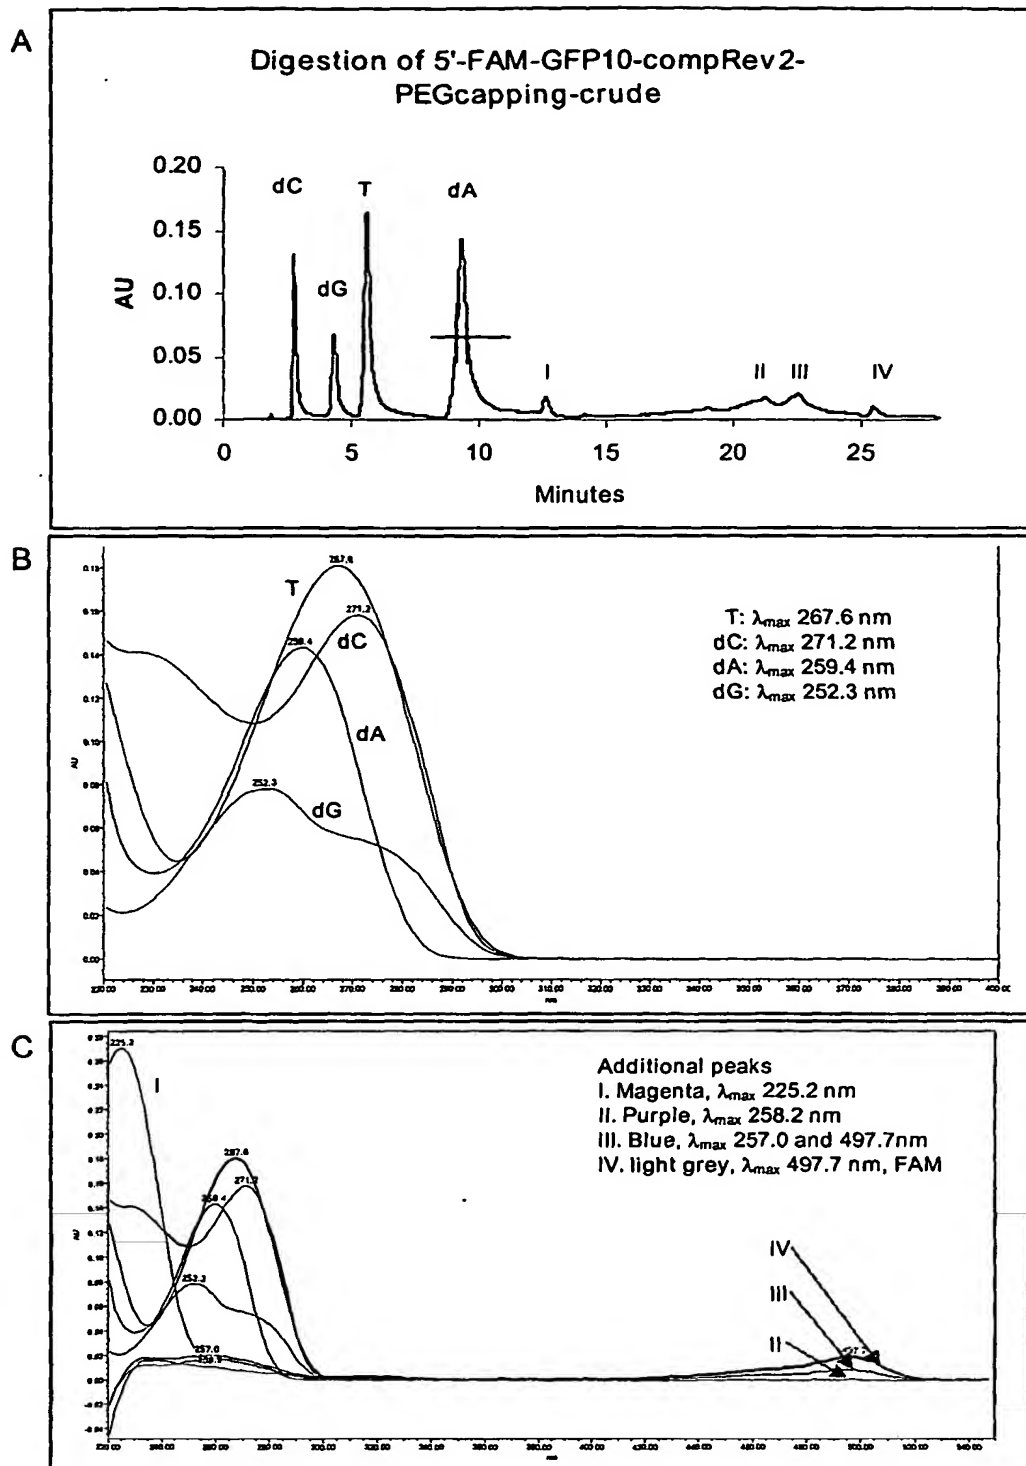 A
Digestion of 5'-FAM-GFP10-compRev2-
PEGcapping-crude
0.20
0.15
0.10
0.05
0.00
AU
dC
dG
T
dA
I
II
III
IV
0 5 10 15 20 25
Minutes
B
T: λmax 267.6 nm
dC: λmax 271.2 nm
dA: λmax 259.4 nm
dG: λmax 252.3 nm
267.6
T
271.2
259.4
dC
dA
252.3
dG
AU
nm
C
Additional peaks
I. Magenta, λmax 225.2 nm
II. Purple, λmax 258.2 nm
III. Blue, λmax 257.0 and 497.7nm
IV. light grey, λmax 497.7 nm, FAM
225.2
I
271.2
252.3
257.0
IV
III
II
AU
nm